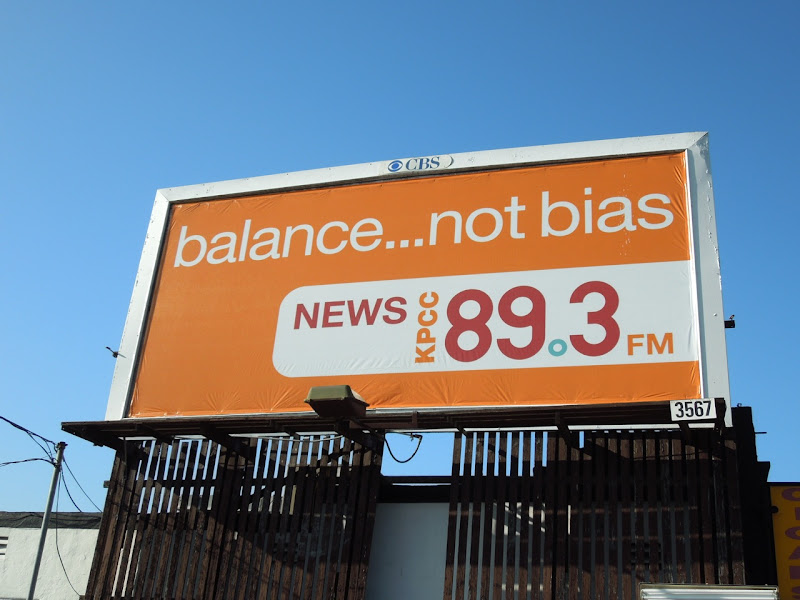 CBS
balance...not bias
NEWS KPCC 89.3 FM
3567